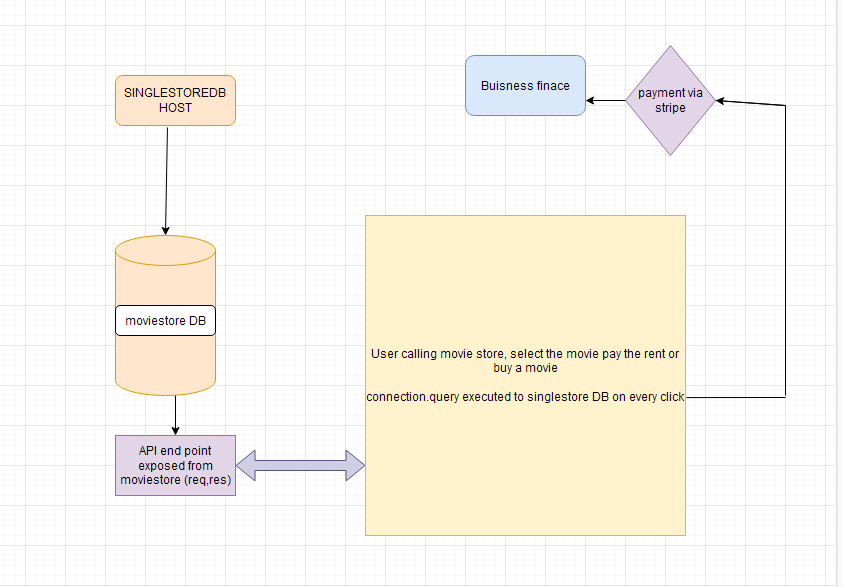 SINGLESTOREDB
HOST
Buisness finace
payment via
stripe
moviestore DB
User calling movie store, select the movie pay the rent or
buy a movie
connection.query executed to singlestore DB on every click
API end point
exposed from
moviestore (req,res)